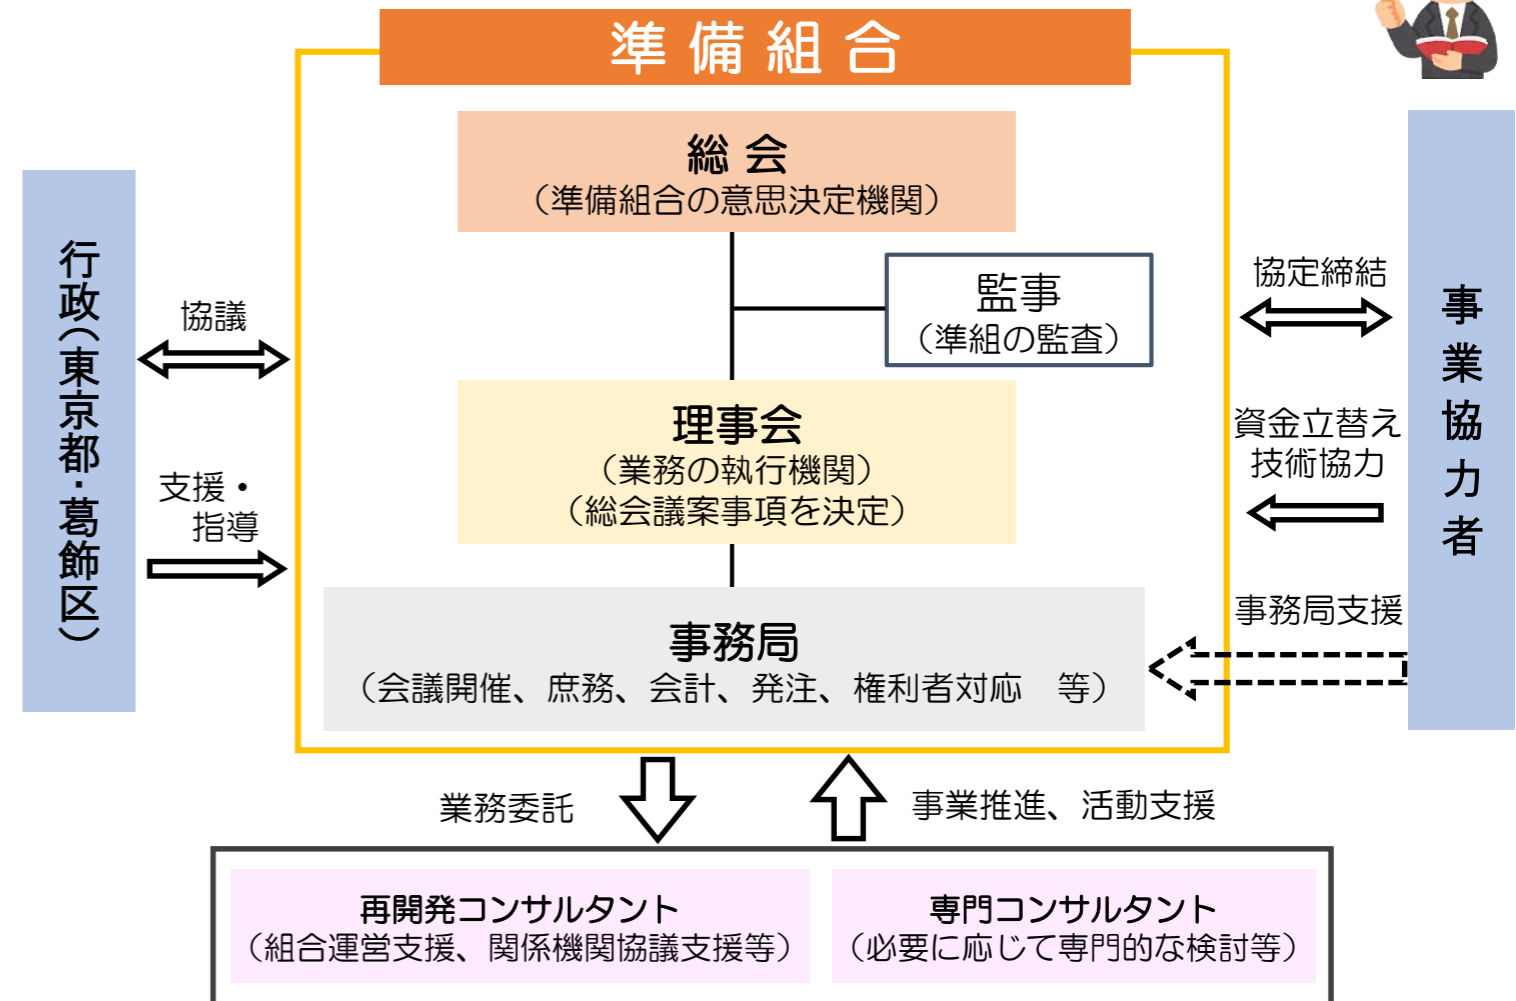 準備組合
総会
（準備組合の意思決定機関）
監事
（準組の監査）
理事会
（業務の執行機関）
（総会議案事項を決定）
事務局
（会議開催、庶務、会計、発注、権利者対応　等）
行政（東京都・葛飾区）
協議
支援・
指導
事業協力者
協定締結
資金立替え
技術協力
事務局支援
業務委託
事業推進、活動支援
再開発コンサルタント
（組合運営支援、関係機関協議支援等）
専門コンサルタント
（必要に応じて専門的な検討等）